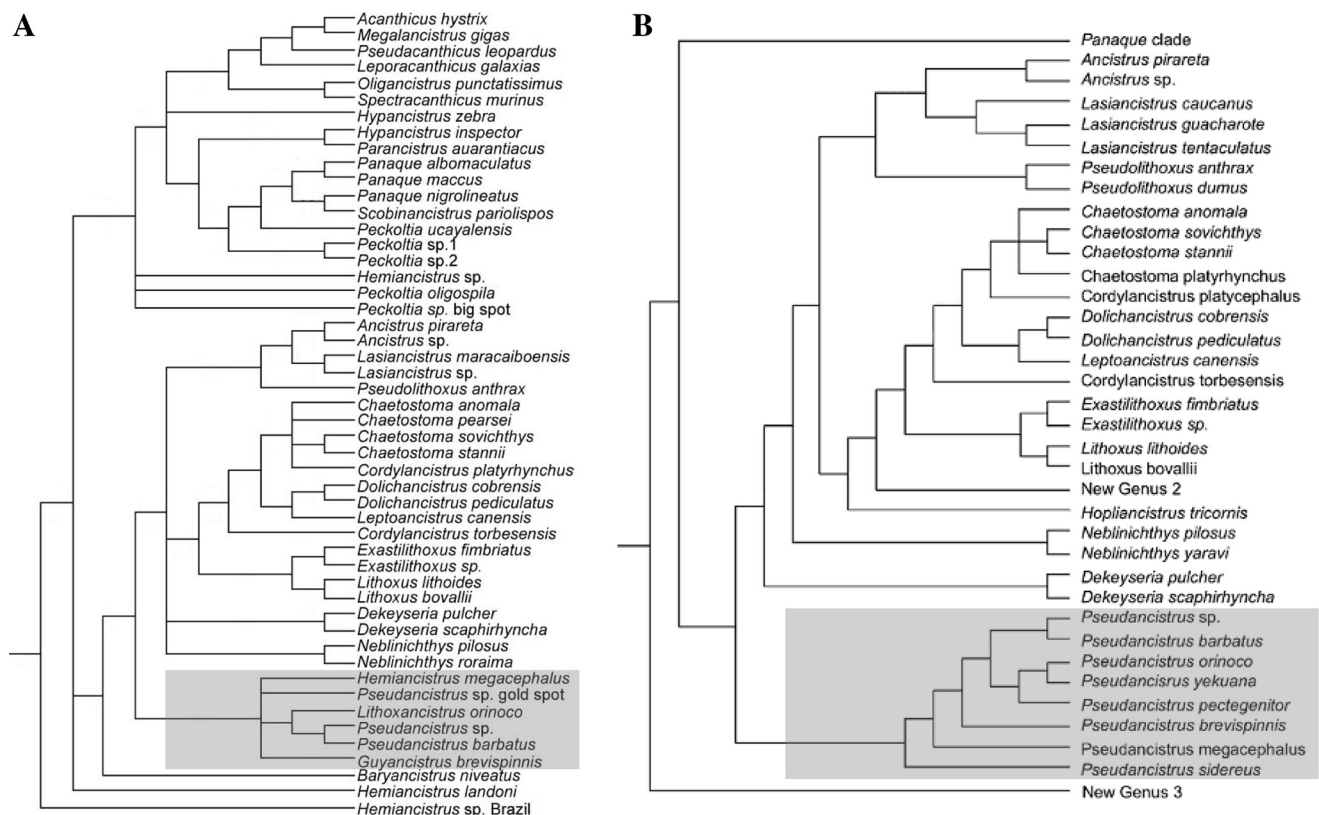 A
Acanthicus hystrix
Megalancistrus gigas
Pseudacanthicus leopardus
Leporacanthicus galaxias
Oligancistrus punctatissimus
Spectracanthicus murinus
Hypancistrus zebra
Hypancistrus inspector
Parancistrus auarantiacus
Panaque albomaculatus
Panaque maccus
Panaque nigrolineatus
Scobinancistrus pariolispos
Peckoltia ucayalensis
Peckoltia sp.1
Peckoltia sp.2
Hemiancistrus sp.
Peckoltia oligospila
Peckoltia sp. big spot
Ancistrus pirareta
Ancistrus sp.
Lasiancistrus maracaiboensis
Lasiancistrus sp.
Pseudolithoxus anthrax
Chaetostoma anomala
Chaetostoma pearsei
Chaetostoma sovichthys
Chaetostoma stannii
Cordylancistrus platyrhynchus
Dolichancistrus cobrensis
Dolichancistrus pediculatus
Leptoancistrus canensis
Cordylancistrus torbesensis
Exastilithoxus fimbriatus
Exastilithoxus sp.
Lithoxus lithoides
Lithoxus bovallii
Dekeyseria pulcher
Dekeyseria scaphirhyncha
Neblinichthys pilosus
Neblinichthys roraima
Hemiancistrus megacephalus
Pseudancistrus sp. gold spot
Lithoxancistrus orinoco
Pseudancistrus sp.
Pseudancistrus barbatus
Guyancistrus brevispinnis
Baryancistrus niveatus
Hemiancistrus landoni
Hemiancistrus sp. Brazil
B
Panaque clade
Ancistrus pirareta
Ancistrus sp.
Lasiancistrus caucanus
Lasiancistrus guacharote
Lasiancistrus tentaculatus
Pseudolithoxus anthrax
Pseudolithoxus dumus
Chaetostoma anomala
Chaetostoma sovichthys
Chaetostoma stannii
Chaetostoma platyrhynchus
Cordylancistrus platycephalus
Dolichancistrus cobrensis
Dolichancistrus pediculatus
Leptoancistrus canensis
Cordylancistrus torbesensis
Exastilithoxus fimbriatus
Exastilithoxus sp.
Lithoxus lithoides
Lithoxus bovallii
New Genus 2
Hopliancistrus tricornis
Neblinichthys pilosus
Neblinichthys yaravi
Dekeyseria pulcher
Dekeyseria scaphirhyncha
Pseudancistrus sp.
Pseudancistrus barbatus
Pseudancistrus orinoco
Pseudancisrus yekuana
Pseudancistrus pectegenitor
Pseudancistrus brevispinnis
Pseudancistrus megacephalus
Pseudancistrus sidereus
New Genus 3